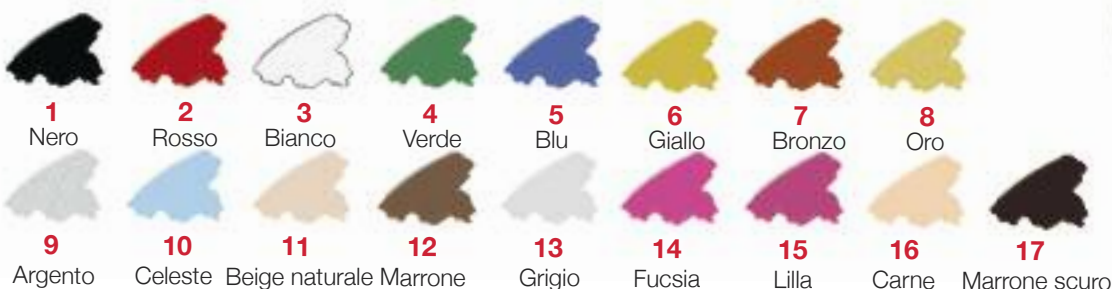 1 2 3 4 5 6 7 8
Nero Rosso Bianco Verde Blu Giallo Bronzo Oro
9 10 11 12 13 14 15 16 17
Argento Celeste Beige naturale Marrone Grigio Fucsia Lilla Carne Marrone scuro